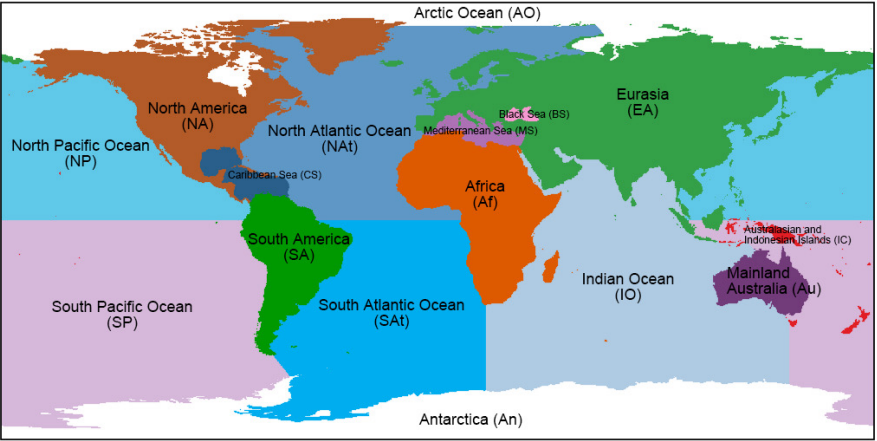 Arctic Ocean (AO)
North America
(NA)
Eurasia
(EA)
Black Sea (BS)
North Atlantic Ocean
(NAt)
Mediterranean Sea (MS)
North Pacific Ocean
(NP)
Caribbean Sea (CS)
Africa
(Af)
South America
(SA)
Australasian and
Indonesian Islands (IC)
Mainland
Australia (Au)
Indian Ocean
(IO)
South Pacific Ocean
(SP)
South Atlantic Ocean
(SAt)
Antarctica (An)